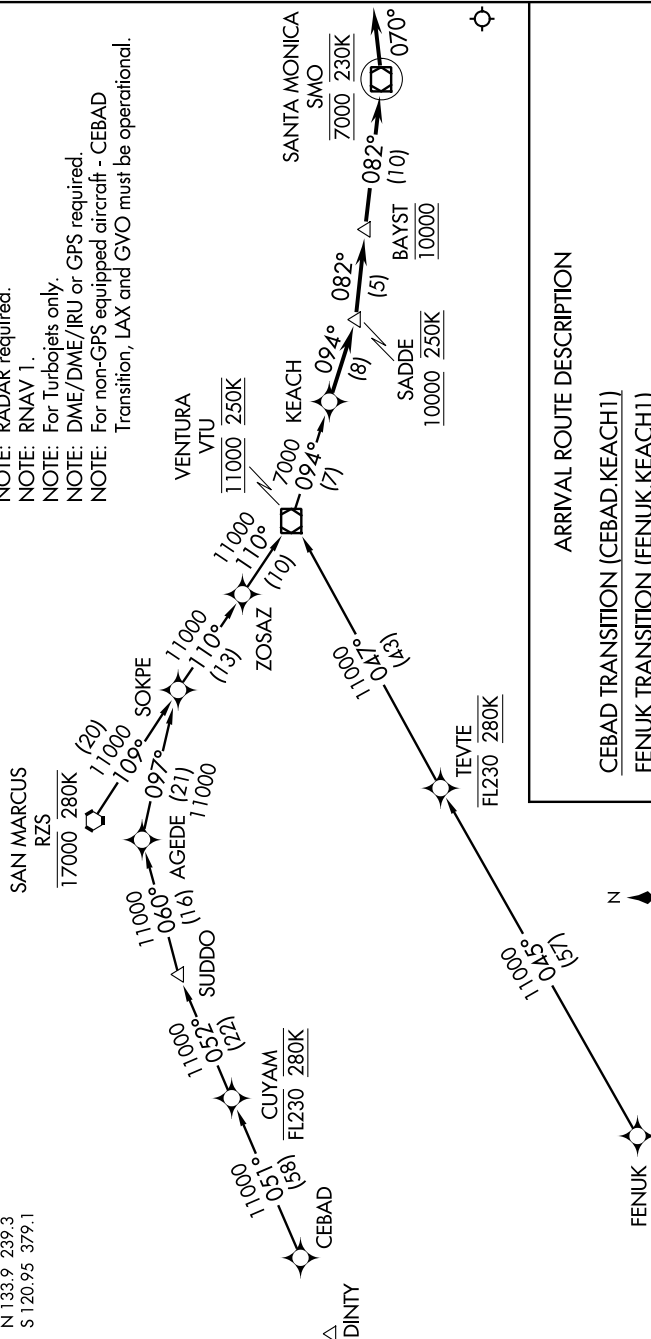 N 133.9 239.3
S 120.95 379.1
NOTE: RADAR required.
NOTE: RNAV 1.
NOTE: For Turbojets only.
NOTE: DME/DME/IRU or GPS required.
NOTE: For non-GPS equipped aircraft - CEBAD
Transition, LAX and GVO must be operational.
SAN MARCUS
RZS
17000 280K
(20)
11000
109°
SOKPE
11000
110°
(13)
ZOSAZ
11000
110°
(10)
VENTURA
VTU
11000 250K
7000
094°
(7)
KEACH
094°
(8)
SADDE
10000 250K
082°
(5)
BAYST
10000
082°
(10)
SANTA MONICA
SMO
7000 230K
070°
AGEDE
097°
(21)
11000
11000
060°
(16)
SUDDO
11000
052°
(22)
CUYAM
FL230 280K
11000
051°
(58)
CEBAD
DINTY
11000
047°
(43)
TEVTE
FL230 280K
11000
045°
(57)
FENUK
N
ARRIVAL ROUTE DESCRIPTION
CEBAD TRANSITION (CEBAD.KEACH1)
FENUK TRANSITION (FENUK.KEACH1)